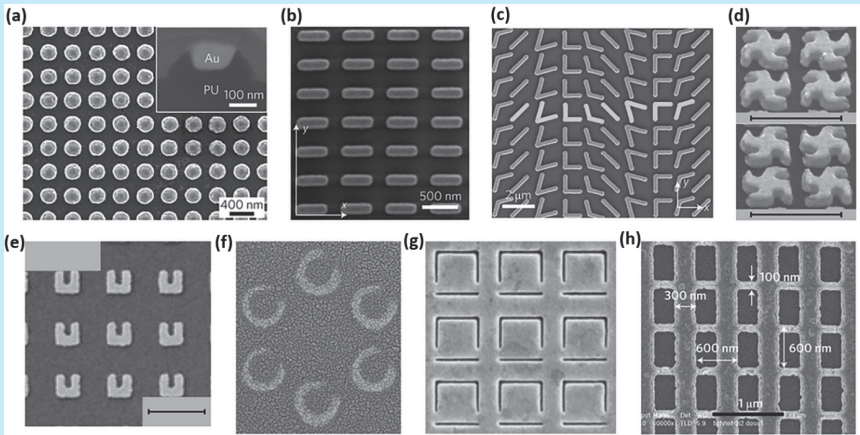 (a)
Au
PU
100 nm
400 nm
(b)
y
x
500 nm
(c)
2 μm
y
x
(d)
(e)
(f)
(g)
(h)
100 nm
300 nm
600 nm
600 nm
1 μm